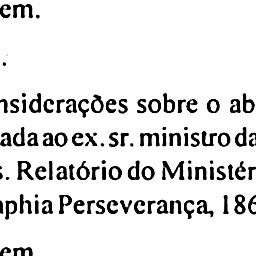 em.
.
nsiderações sobre o ab
ada ao ex. sr. ministro da
s. Relatório do Ministér
aphia Perseverança, 186
em